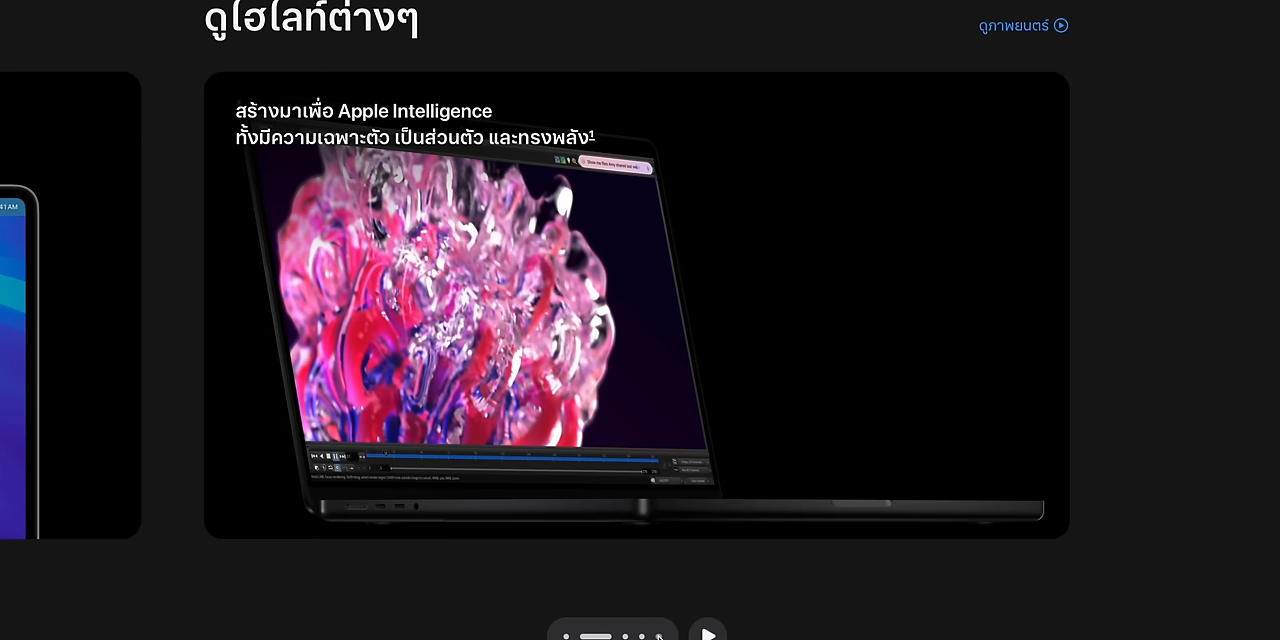 ดูไฮไลท์ต่างๆ
ดูภาพยนตร์
สร้างมาเพื่อ Apple Intelligence
ทั้งมีความเฉพาะตัว เป็นส่วนตัว และทรงพลัง¹
41 AM